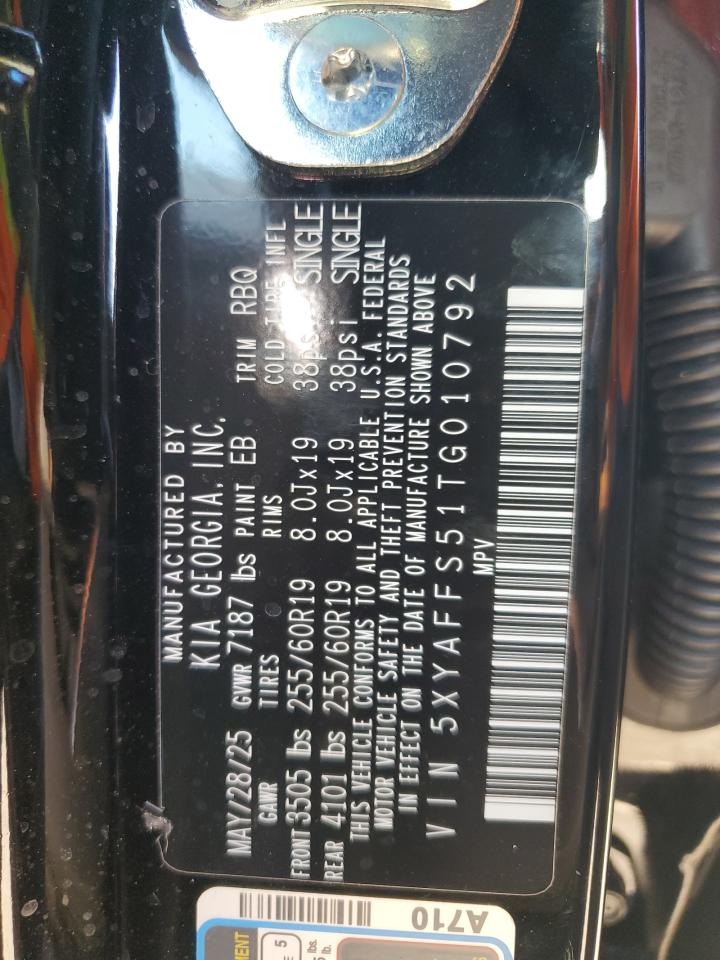 MANUFACTURED BY
KIA GEORGIA, INC.
MAY/28/25 GVWR 7187 lbs PAINT EB TRIM RBQ
GAWR TIRES RIMS COLD TIRE INFL
FRONT 3505 lbs 255/60R19 8.0Jx19 38psi SINGLE
REAR 4101 lbs 255/60R19 8.0Jx19 38psi SINGLE
THIS VEHICLE CONFORMS TO ALL APPLICABLE U.S.A. FEDERAL
MOTOR VEHICLE SAFETY AND THEFT PREVENTION STANDARDS
IN EFFECT ON THE DATE OF MANUFACTURE SHOWN ABOVE
VIN 5XYAFFS51TG010792
MPV
A710
5
lbs.
lb.